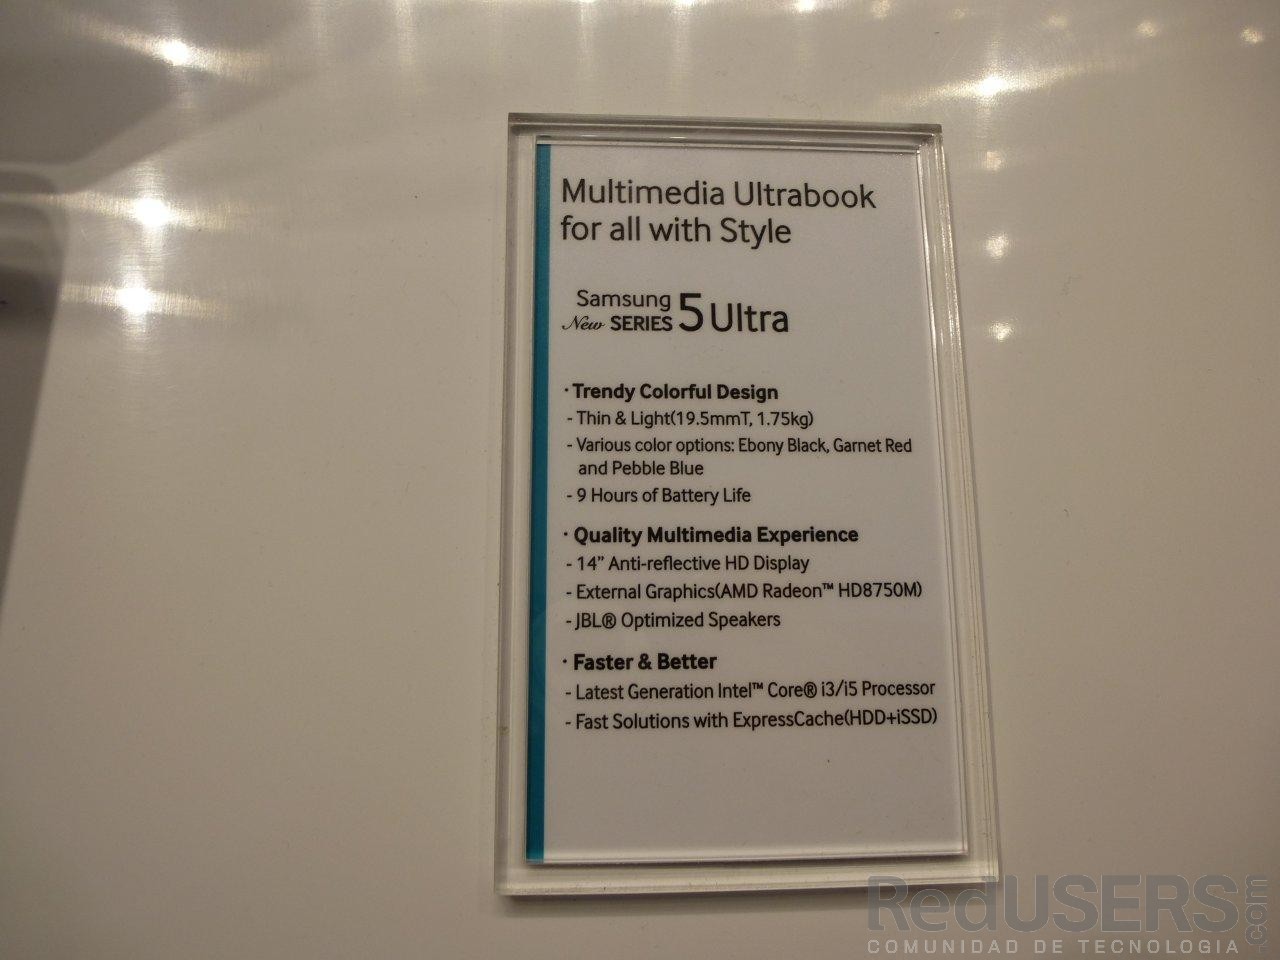 Multimedia Ultrabook
for all with Style
Samsung
New SERIES 5 Ultra
· Trendy Colorful Design
- Thin & Light(19.5mmT, 1.75kg)
- Various color options: Ebony Black, Garnet Red
and Pebble Blue
- 9 Hours of Battery Life
· Quality Multimedia Experience
- 14” Anti-reflective HD Display
- External Graphics(AMD Radeon™ HD8750M)
- JBL® Optimized Speakers
· Faster & Better
- Latest Generation Intel™ Core® i3/i5 Processor
- Fast Solutions with ExpressCache(HDD+iSSD)
RedUSERS.com
COMUNIDAD DE TECNOLOGIA